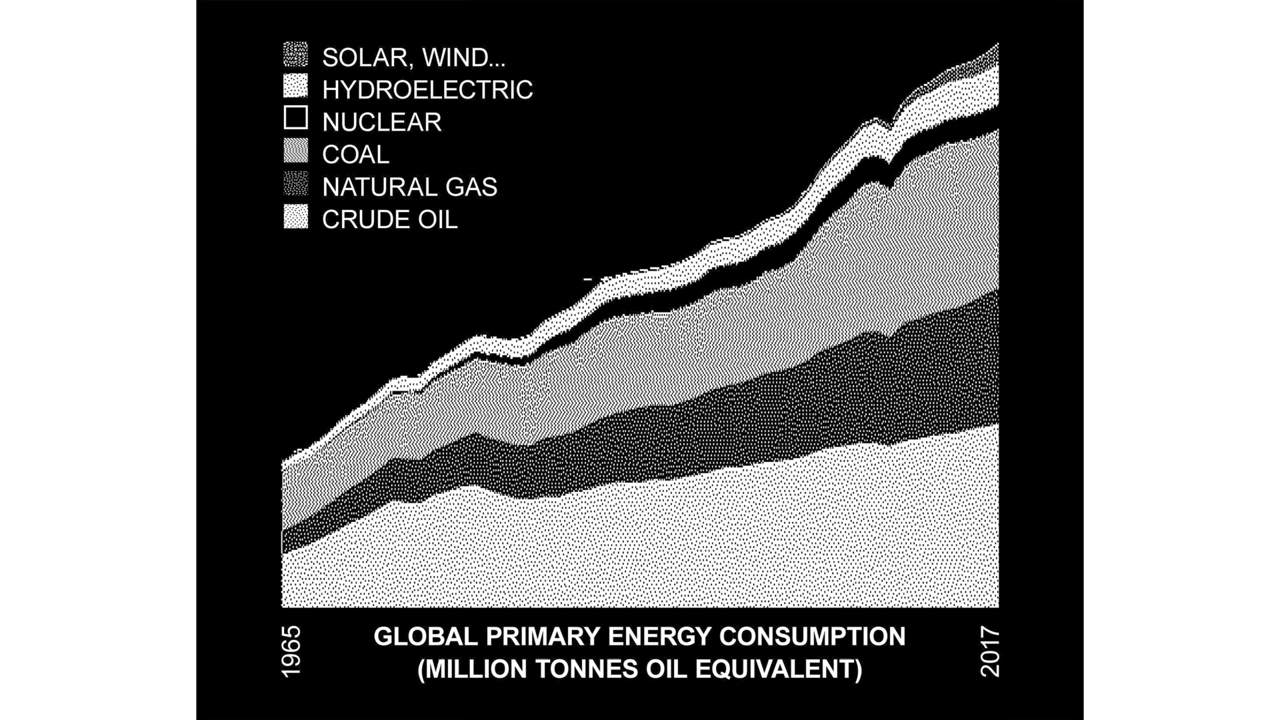 SOLAR, WIND...
HYDROELECTRIC
NUCLEAR
COAL
NATURAL GAS
CRUDE OIL
1965
GLOBAL PRIMARY ENERGY CONSUMPTION
(MILLION TONNES OIL EQUIVALENT)
2017